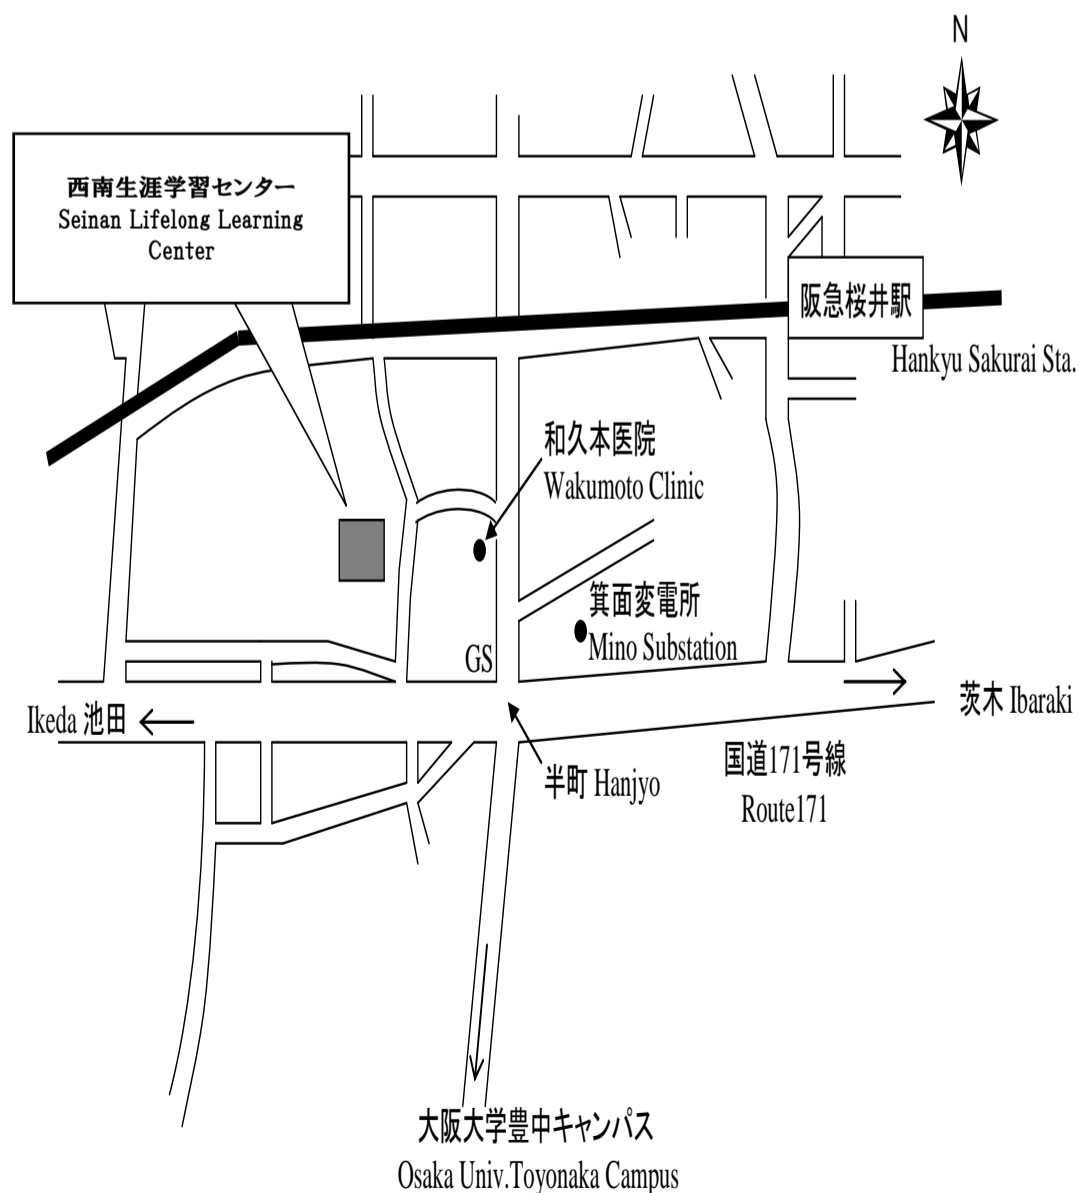 N
西南生涯学習センター
Seinan Lifelong Learning
Center
阪急桜井駅
Hankyu Sakurai Sta.
和久本医院
Wakumoto Clinic
箕面変電所
Mino Substation
GS
Ikeda 池田
茨木 Ibaraki
半町 Hanjyo
国道171号線
Route171
大阪大学豊中キャンパス
Osaka Univ.Toyonaka Campus